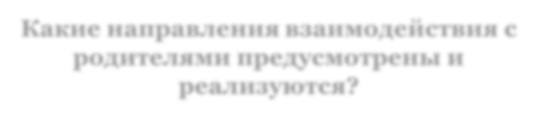 Какие направления взаимодействия с
родителями предусмотрены и
реализуются?